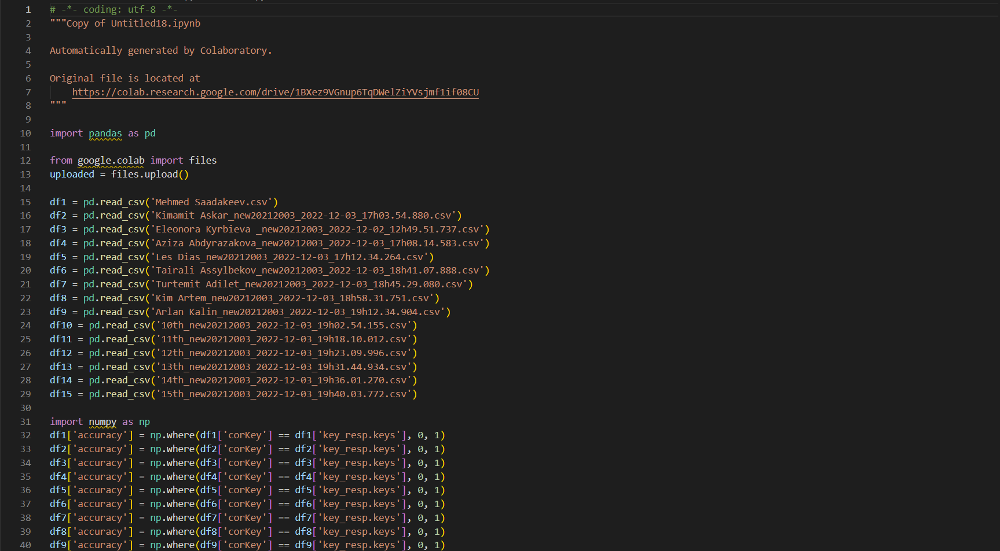 1 # -*- coding: utf-8 -*-
2 """Copy of Untitled18.ipynb
3
4 Automatically generated by Colaboratory.
5
6 Original file is located at
7     https://colab.research.google.com/drive/1BXez9VGnup6TqDWelZiYVsjmf1if08CU
8 """
9
10 import pandas as pd
11
12 from google.colab import files
13 uploaded = files.upload()
14
15 df1 = pd.read_csv('Mehmed Saadakeev.csv')
16 df2 = pd.read_csv('Kimamit Askar_new20212003_2022-12-03_17h03.54.880.csv')
17 df3 = pd.read_csv('Eleonora Kyrbieva _new20212003_2022-12-02_12h49.51.737.csv')
18 df4 = pd.read_csv('Aziza Abdyrazakova_new20212003_2022-12-03_17h08.14.583.csv')
19 df5 = pd.read_csv('Les Dias_new20212003_2022-12-03_17h12.34.264.csv')
20 df6 = pd.read_csv('Tairali Assylbekov_new20212003_2022-12-03_18h41.07.888.csv')
21 df7 = pd.read_csv('Turtemit Adilet_new20212003_2022-12-03_18h45.29.080.csv')
22 df8 = pd.read_csv('Kim Artem_new20212003_2022-12-03_18h58.31.751.csv')
23 df9 = pd.read_csv('Arlan Kalin_new20212003_2022-12-03_19h12.34.904.csv')
24 df10 = pd.read_csv('10th_new20212003_2022-12-03_19h02.54.155.csv')
25 df11 = pd.read_csv('11th_new20212003_2022-12-03_19h18.10.012.csv')
26 df12 = pd.read_csv('12th_new20212003_2022-12-03_19h23.09.996.csv')
27 df13 = pd.read_csv('13th_new20212003_2022-12-03_19h31.44.934.csv')
28 df14 = pd.read_csv('14th_new20212003_2022-12-03_19h36.01.270.csv')
29 df15 = pd.read_csv('15th_new20212003_2022-12-03_19h40.03.772.csv')
30
31 import numpy as np
32 df1['accuracy'] = np.where(df1['corKey'] == df1['key_resp.keys'], 0, 1)
33 df2['accuracy'] = np.where(df2['corKey'] == df2['key_resp.keys'], 0, 1)
34 df3['accuracy'] = np.where(df3['corKey'] == df3['key_resp.keys'], 0, 1)
35 df4['accuracy'] = np.where(df4['corKey'] == df4['key_resp.keys'], 0, 1)
36 df5['accuracy'] = np.where(df5['corKey'] == df5['key_resp.keys'], 0, 1)
37 df6['accuracy'] = np.where(df6['corKey'] == df6['key_resp.keys'], 0, 1)
38 df7['accuracy'] = np.where(df7['corKey'] == df7['key_resp.keys'], 0, 1)
39 df8['accuracy'] = np.where(df8['corKey'] == df8['key_resp.keys'], 0, 1)
40 df9['accuracy'] = np.where(df9['corKey'] == df9['key_resp.keys'], 0, 1)